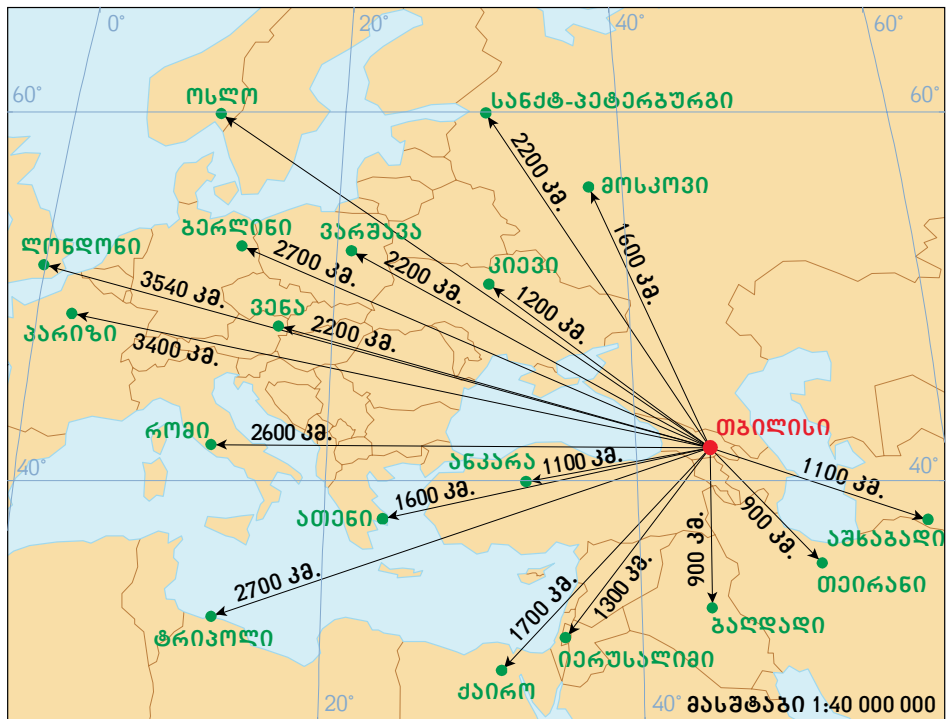 0°
20°
40°
60°
60°
60°
ოსლო
სანქტ-პეტერბურგი
2200 კმ.
მოსკოვი
1600 კმ.
ბერლინი
ვარშავა
ლონდონი
2700 კმ.
2200 კმ.
კიევი
3540 კმ.
1200 კმ.
ვენა
2200 კმ.
პარიზი
3400 კმ.
თბილისი
რომი
2600 კმ.
ანკარა
1100 კმ.
1100 კმ.
40°
40°
1600 კმ.
ათენი
900 კმ.
აშხაბადი
900 კმ.
თეირანი
2700 კმ.
1700 კმ.
1300 კმ.
ტრიპოლი
ბაღდადი
იერუსალიმი
ქაირო
20°
40°
მასშტაბი 1:40 000 000